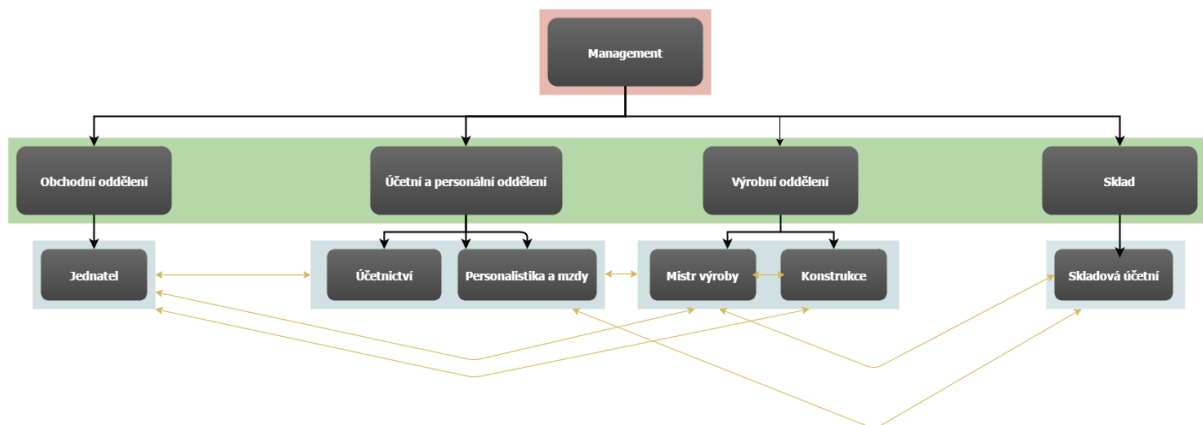 Management
Obchodní oddělení
Účetní a personální oddělení
Výrobní oddělení
Sklad
Jednatel
Účetnictví
Personalistika a mzdy
Mistr výroby
Konstrukce
Skladová účetní